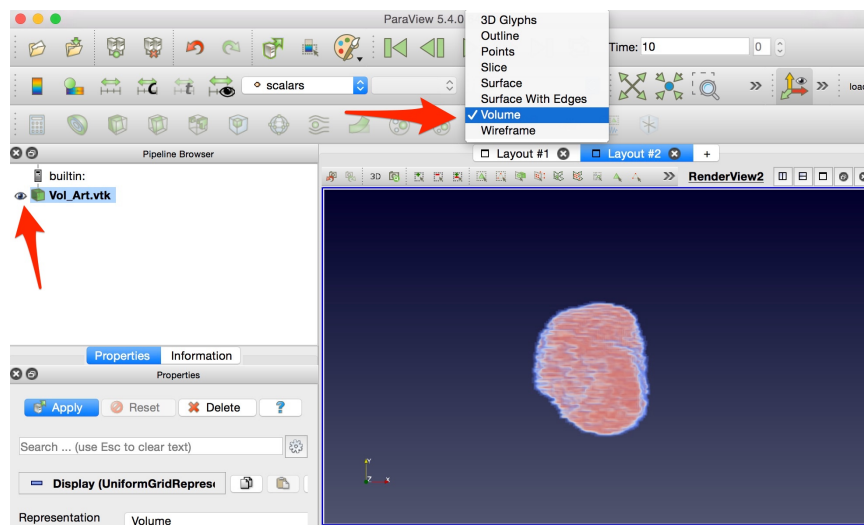 ParaView 5.4.0
3D Glyphs
Outline
Points
Slice
Surface
Surface With Edges
✓ Volume
Wireframe
Time: 10
0
scalars
Pipeline Browser
builtin:
Vol_Art.vtk
Layout #1
Layout #2
+
3D
RenderView2
Properties
Information
Properties
Apply
Reset
Delete
?
Search ... (use Esc to clear text)
Display (UniformGridRepres
Representation
Volume
Y
Z
X